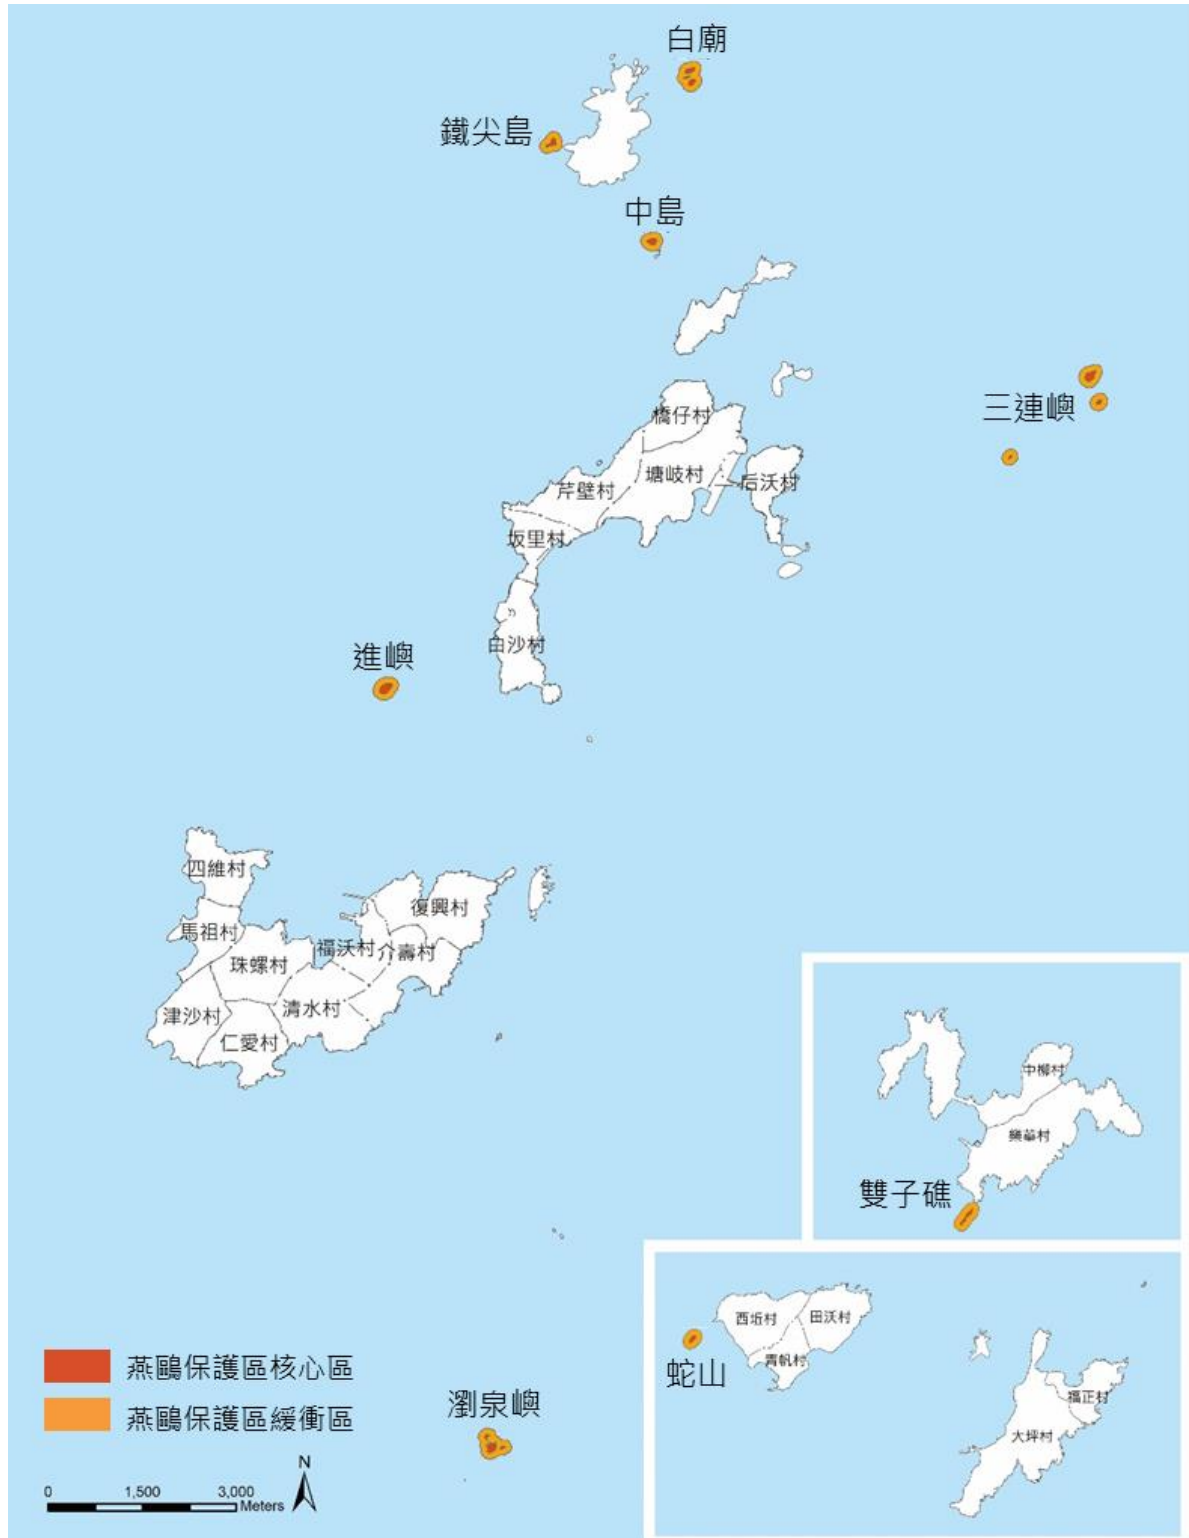 白廟
鐵尖島
中島
三連嶼
橋仔村
塘岐村
后沃村
芹壁村
坂里村
白沙村
進嶼
四維村
復興村
馬祖村
福沃村
介壽村
珠螺村
清水村
津沙村
仁愛村
中柳村
樂華村
雙子礁
西坵村
田沃村
青帆村
蛇山
福正村
大坪村
瀏泉嶼
燕鷗保護區核心區
燕鷗保護區緩衝區
N
0 1,500 3,000
Meters